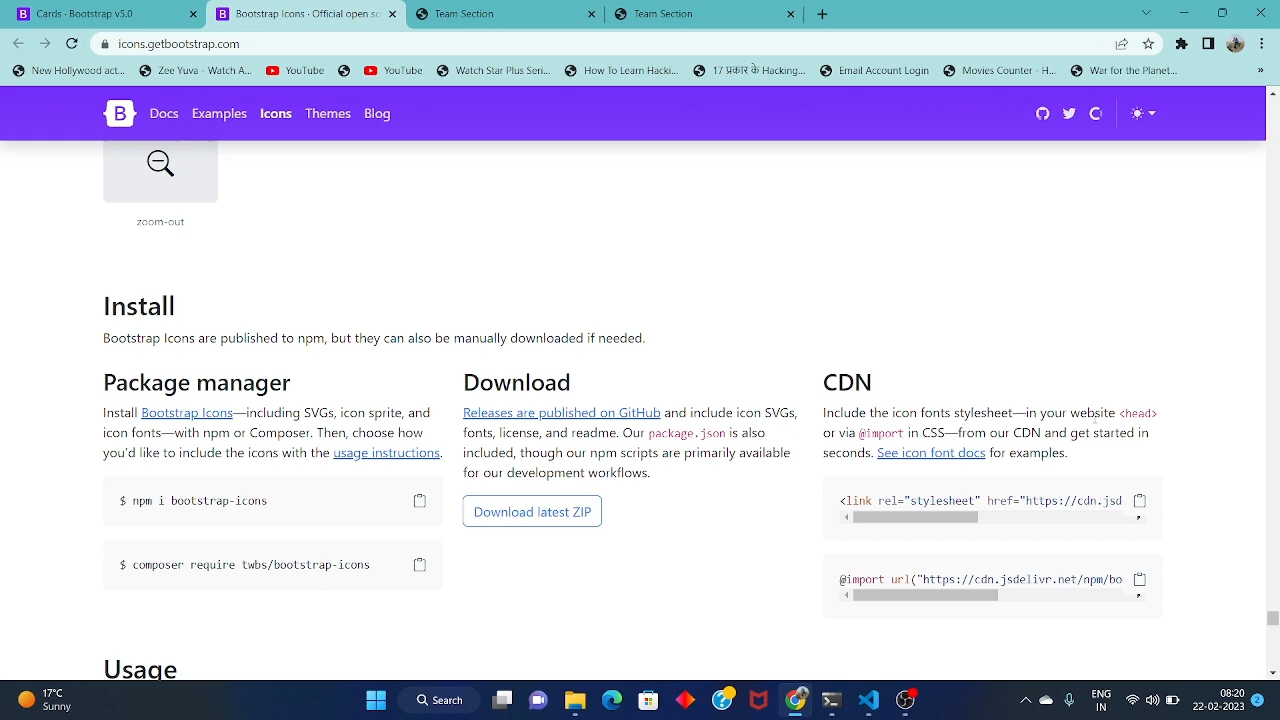 Cards · Bootstrap v5.0
Bootstrap Icons · Official open so
Team Section
Team Section
icons.getbootstrap.com
New Hollywood act...
Zee Yuva - Watch A...
YouTube
YouTube
Watch Star Plus Seri...
How To Learn Hacki...
17 प्रकार के Hacking...
Email Account Login
Movies Counter - H...
War for the Planet...
»
B Docs Examples Icons Themes Blog
zoom-out
Install
Bootstrap Icons are published to npm, but they can also be manually downloaded if needed.
Package manager
Install Bootstrap Icons—including SVGs, icon sprite, and
icon fonts—with npm or Composer. Then, choose how
you'd like to include the icons with the usage instructions.
$ npm i bootstrap-icons
$ composer require twbs/bootstrap-icons
Download
Releases are published on GitHub and include icon SVGs,
fonts, license, and readme. Our package.json is also
included, though our npm scripts are primarily available
for our development workflows.
Download latest ZIP
CDN
Include the icon fonts stylesheet—in your website <head>
or via @import in CSS—from our CDN and get started in
seconds. See icon font docs for examples.
<link rel="stylesheet" href="https://cdn.jsd
@import url("https://cdn.jsdelivr.net/npm/bo
Usage
17°C
Sunny
Search
ENG
IN
08:20
22-02-2023
2